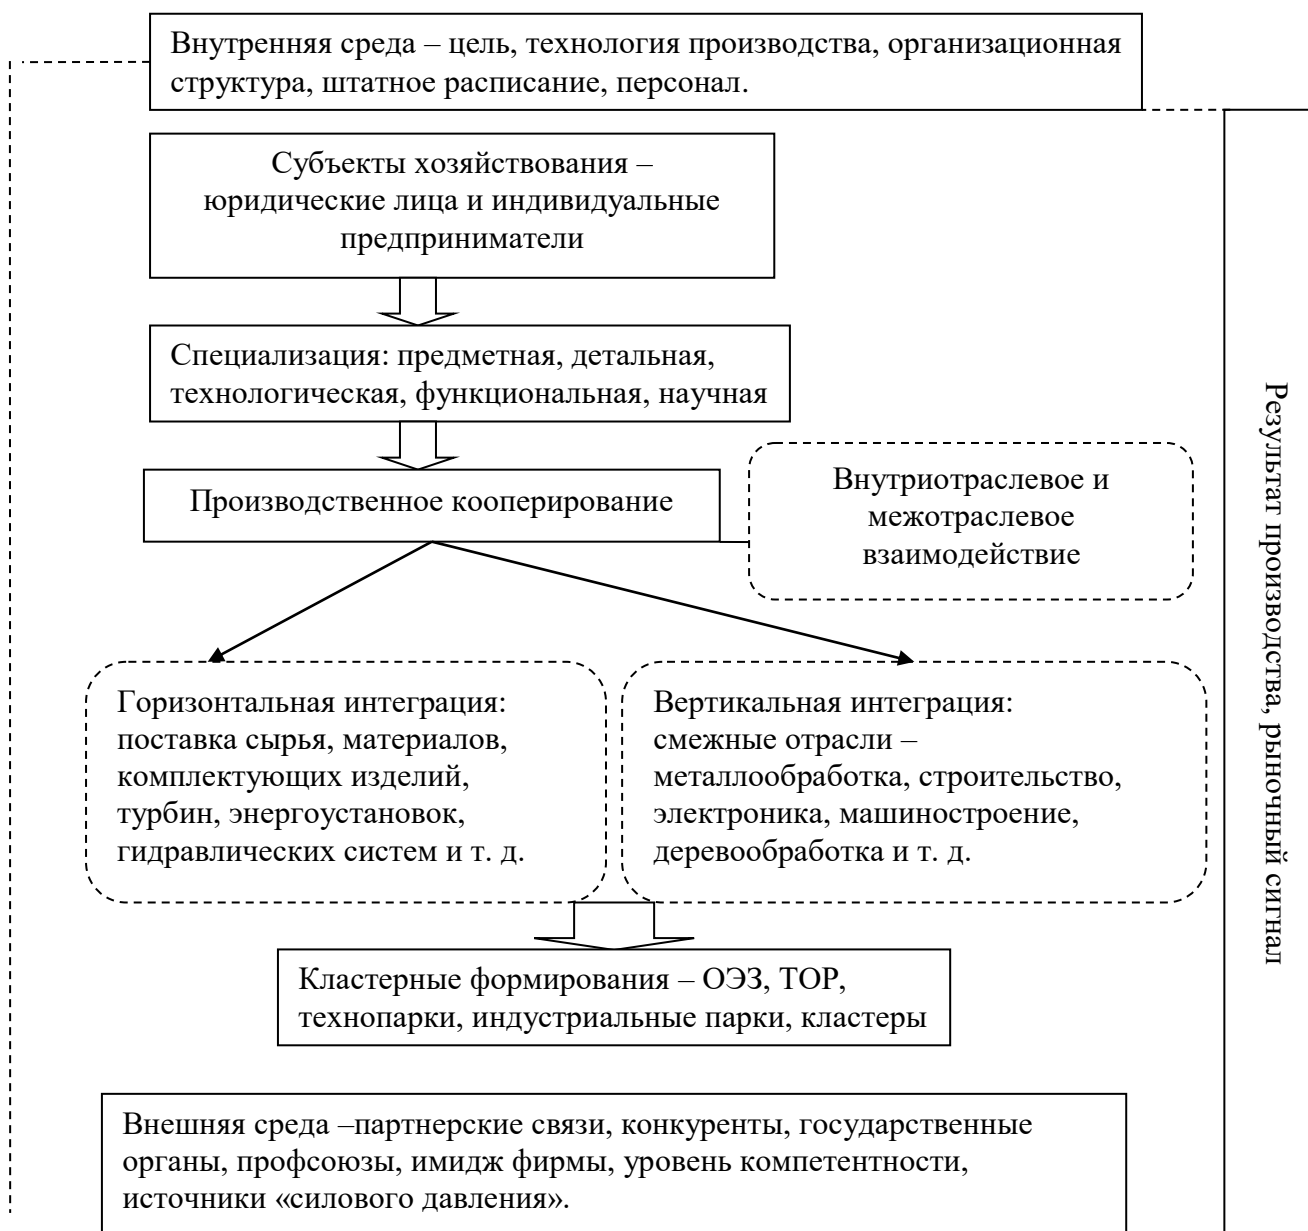 Внутренняя среда – цель, технология производства, организационная
структура, штатное расписание, персонал.
Субъекты хозяйствования –
юридические лица и индивидуальные
предприниматели
Специализация: предметная, детальная,
технологическая, функциональная, научная
Производственное кооперирование
Внутриотраслевое и
межотраслевое
взаимодействие
Горизонтальная интеграция:
поставка сырья, материалов,
комплектующих изделий,
турбин, энергоустановок,
гидравлических систем и т. д.
Вертикальная интеграция:
смежные отрасли –
металлообработка, строительство,
электроника, машиностроение,
деревообработка и т. д.
Кластерные формирования – ОЭЗ, ТОР,
технопарки, индустриальные парки, кластеры
Внешняя среда –партнерские связи, конкуренты, государственные
органы, профсоюзы, имидж фирмы, уровень компетентности,
источники «силового давления».
Результат производства, рыночный сигнал